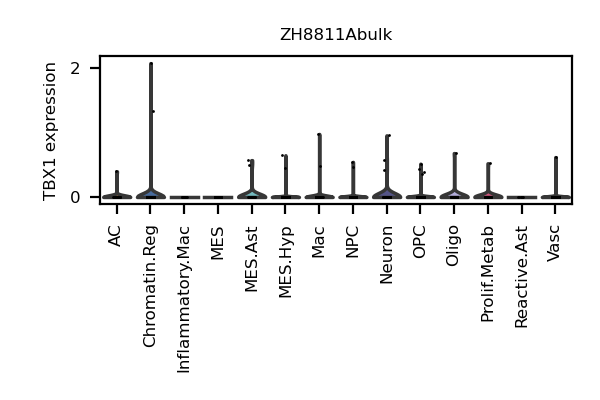 ZH8811Abulk
TBX1 expression
2
0
AC
Chromatin.Reg
Inflammatory.Mac
MES
MES.Ast
MES.Hyp
Mac
NPC
Neuron
OPC
Oligo
Prolif.Metab
Reactive.Ast
Vasc